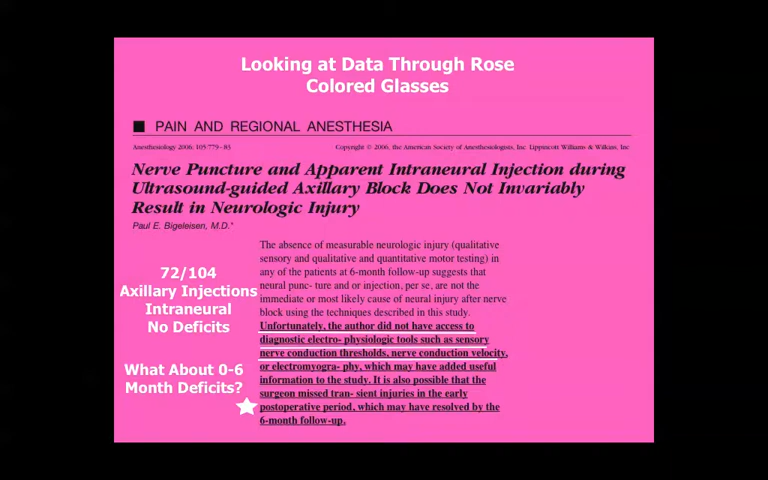 Looking at Data Through Rose
Colored Glasses
PAIN AND REGIONAL ANESTHESIA
Anesthesiology 2006; 105:779–83
Copyright © 2006, the American Society of Anesthesiologists, Inc. Lippincott Williams & Wilkins, Inc
Nerve Puncture and Apparent Intraneural Injection during
Ultrasound-guided Axillary Block Does Not Invariably
Result in Neurologic Injury
Paul E. Bigeleisen, M.D.*
The absence of measurable neurologic injury (qualitative
sensory and qualitative and quantitative motor testing) in
any of the patients at 6-month follow-up suggests that
neural punc- ture and or injection, per se, are not the
immediate or most likely cause of neural injury after nerve
block using the techniques described in this study.
Unfortunately, the author did not have access to
diagnostic electro- physiologic tools such as sensory
nerve conduction thresholds, nerve conduction velocity,
or electromyogra- phy, which may have added useful
information to the study. It is also possible that the
surgeon missed tran- sient injuries in the early
postoperative period, which may have resolved by the
6-month follow-up.
72/104
Axillary Injections
Intraneural
No Deficits
What About 0-6
Month Deficits?